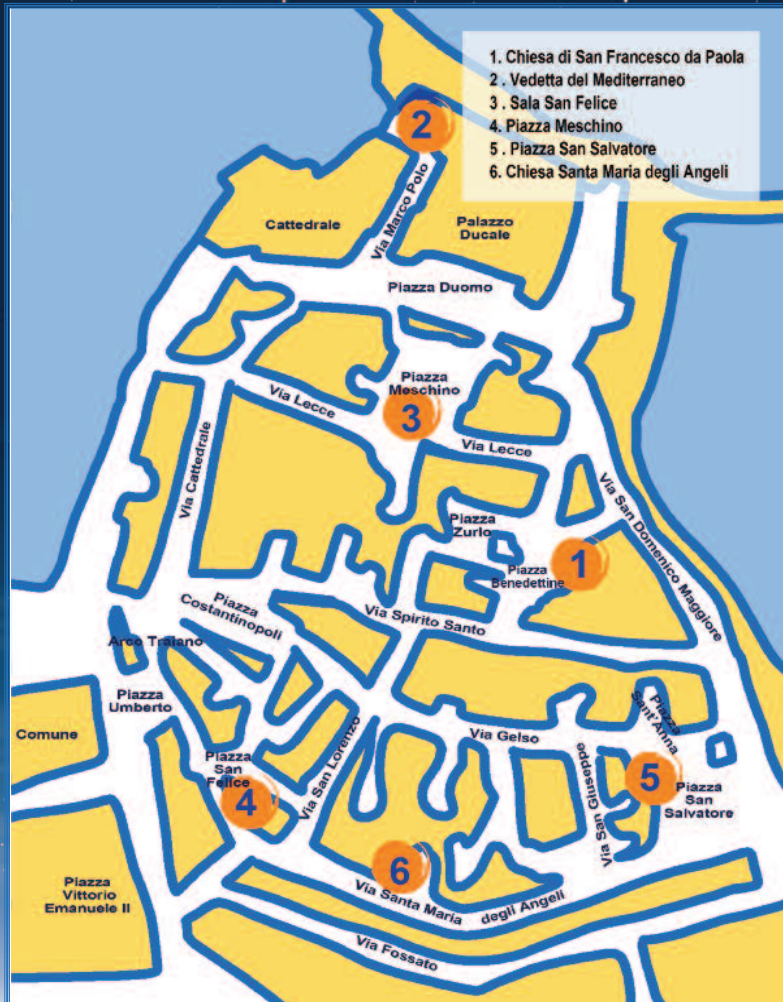 1. Chiesa di San Francesco da Paola
2 . Vedetta del Mediterraneo
3 . Sala San Felice
4. Piazza Meschino
5 . Piazza San Salvatore
6. Chiesa Santa Maria degli Angeli
2
Via Marco Polo
Cattedrale
Palazzo
Ducale
Piazza Duomo
Piazza
Meschino
3
Via Lecce
Via Lecce
Via Cattedrale
Via San Domenico Maggiore
Piazza
Zurlo
Piazza
Benedettine
1
Piazza
Costantinopoli
Via Spirito Santo
Arco Traiano
Piazza
Umberto
Comune
Piazza
San
Felice
4
Via San Lorenzo
Via Gelso
Via San Giuseppe
Piazza
Sant'Anna
5
Piazza
San
Salvatore
6
Via Santa Maria degli Angeli
Piazza
Vittorio
Emanuele II
Via Fossato